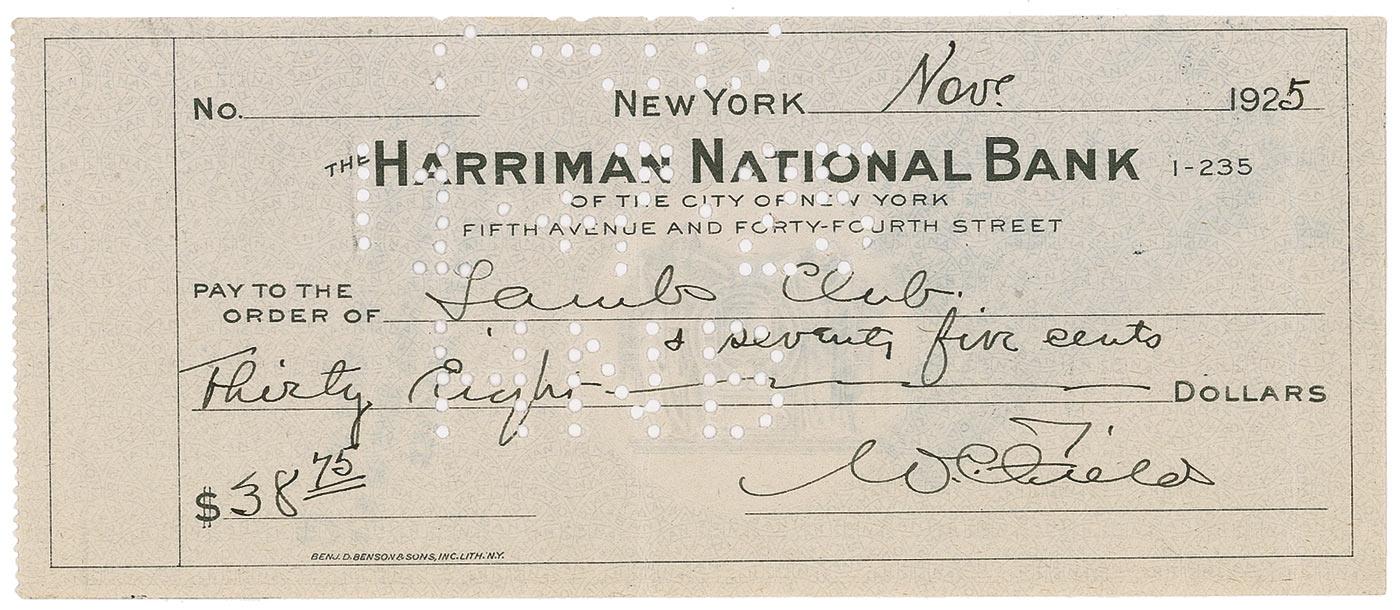 No.
NEW YORK Nov. 1925
THE HARRIMAN NATIONAL BANK 1-235
OF THE CITY OF NEW YORK
FIFTH AVENUE AND FORTY-FOURTH STREET
PAY TO THE
ORDER OF Lambs Club.
& seventy five cents
Thirty Eight DOLLARS
$38 75
W.C. Fields
BENJ. D. BENSON & SONS, INC. LITH. N.Y.